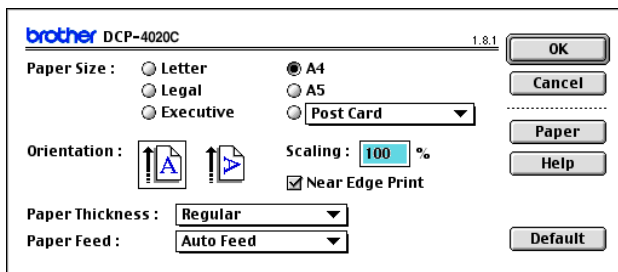 brother DCP-4020C 1.8.1
OK
Paper Size : Letter A4
Cancel
Legal A5
Executive Post Card
Paper
Orientation : A A Scaling : 100 %
Help
Near Edge Print
Paper Thickness : Regular
Paper Feed : Auto Feed
Default